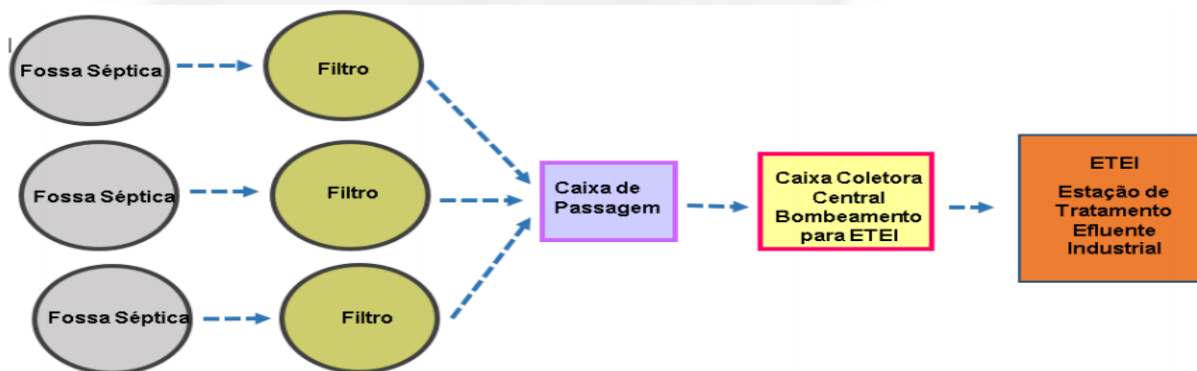 Fossa Séptica
Filtro
Fossa Séptica
Filtro
Fossa Séptica
Filtro
Caixa de
Passagem
Caixa Coletora
Central
Bombeamento
para ETEI
ETEI
Estação de
Tratamento
Efluente
Industrial